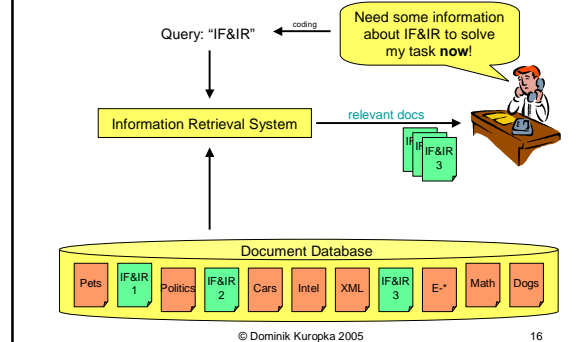 Need some information
about IF&IR to solve
my task now!
coding
Query: “IF&IR”
Information Retrieval System
relevant docs
IF
IF
IF&IR
3
Document Database
Pets
IF&IR
1
Politics
IF&IR
2
Cars
Intel
XML
IF&IR
3
E-*
Math
Dogs
© Dominik Kuropka 2005
16